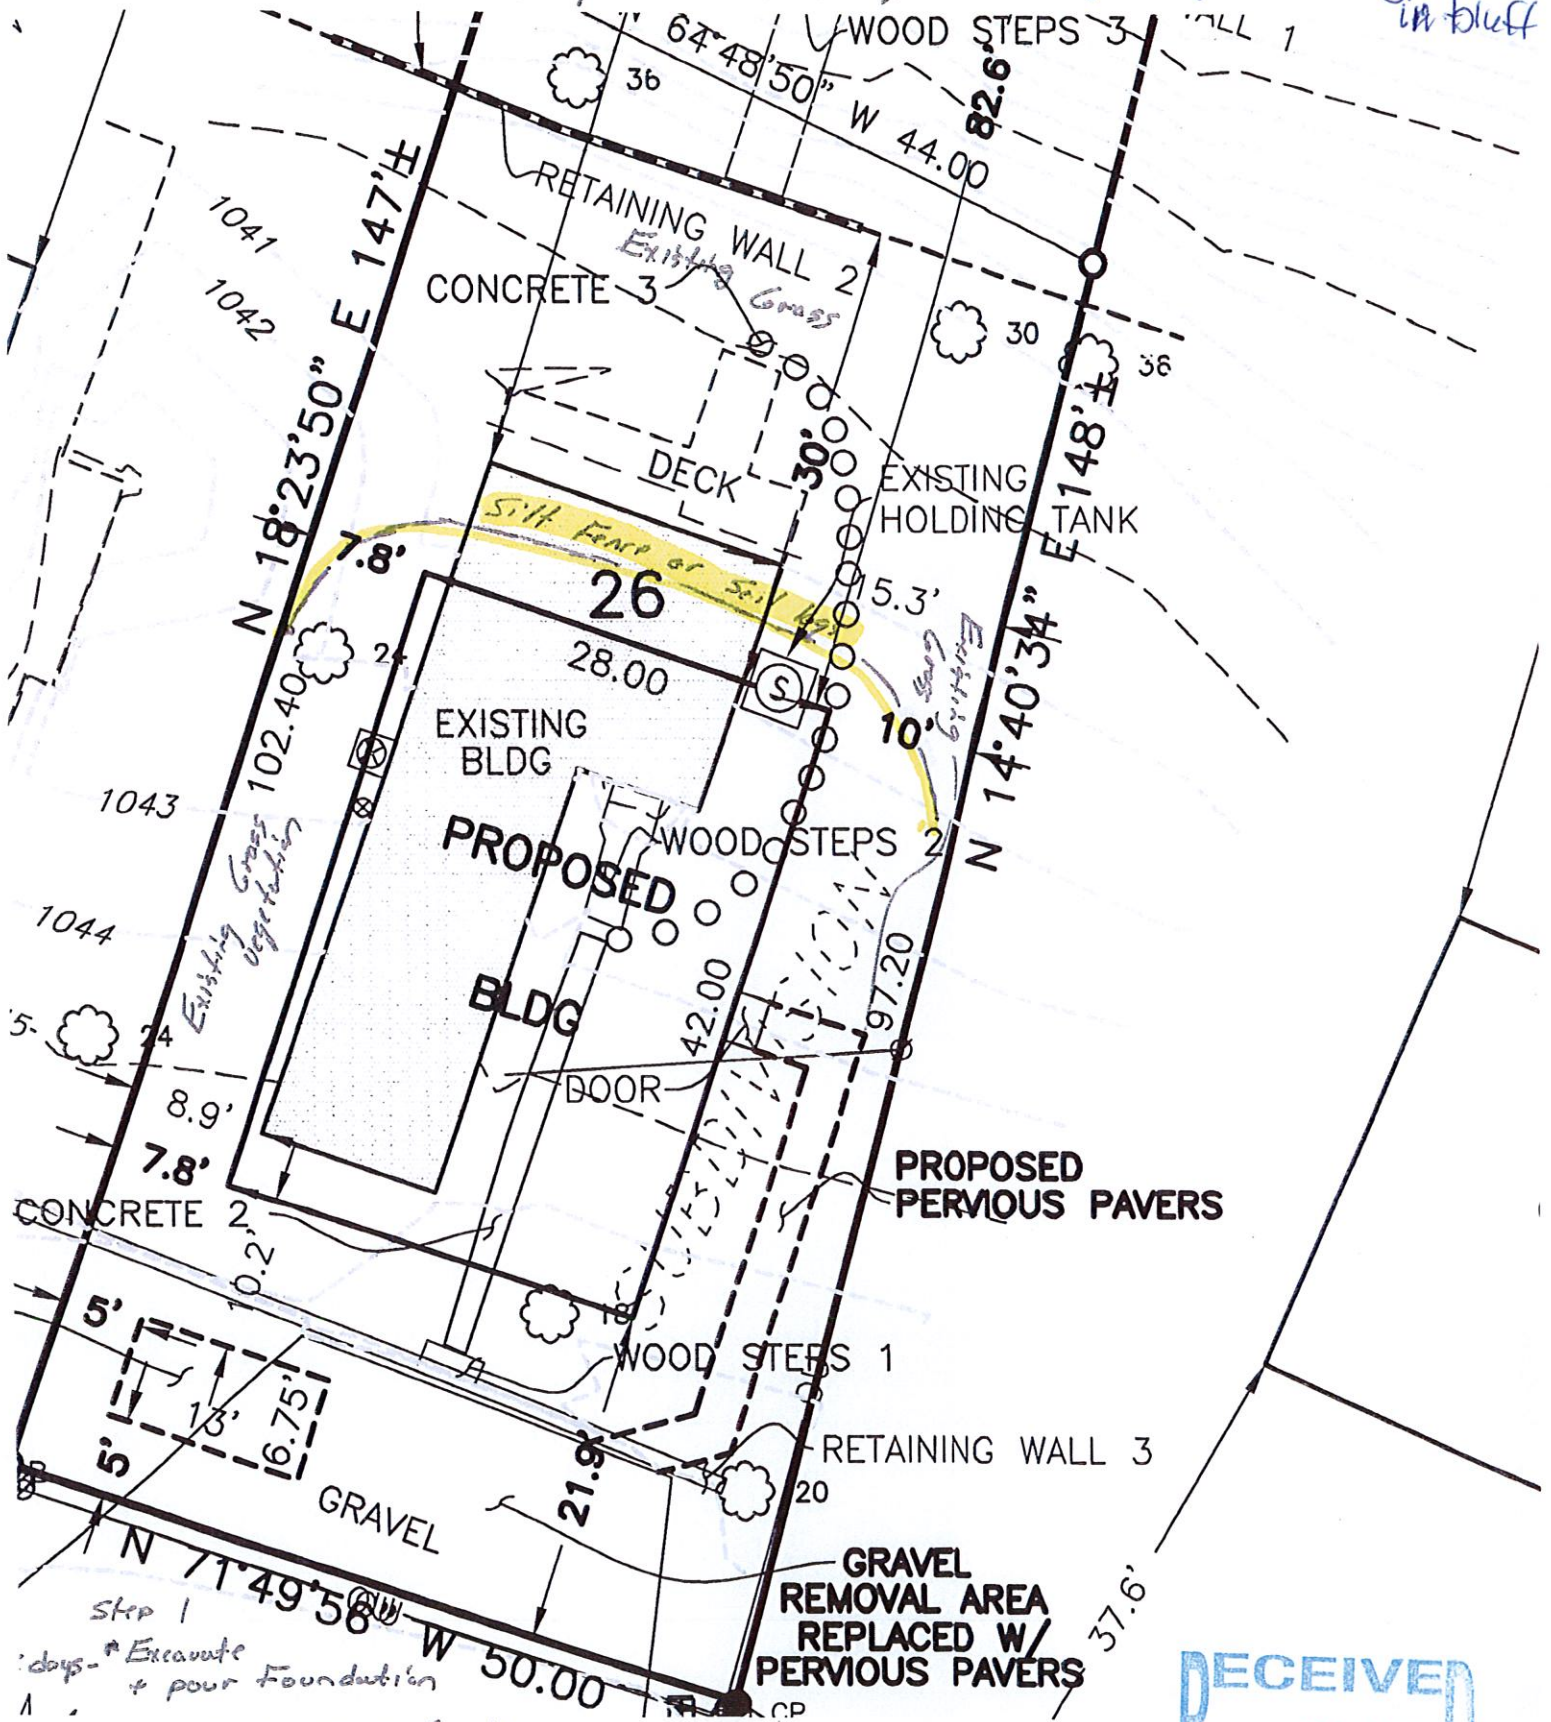 in bluff
WOOD STEPS 3
ALL 1
N 64°48'50" W 44.00
82.6'
36
RETAINING WALL 2
Existing Grass
CONCRETE 3
147'±
1041
1042
30
36
N 18°23'50" E
DECK
30'
EXISTING
HOLDING TANK
148'±
7.8'
Silt Fence or Soil logs
26
15.3'
Existing
Grass
N 14°40'34" E
28.00
24
S
10'
102.40
EXISTING
BLDG
1043
WOOD STEPS 2
PROPOSED
BLDG
Existing Grass
Vegetation
1044
97.20
42.00
5-
24
DOOR
8.9'
7.8'
PROPOSED
PERVIOUS PAVERS
CONCRETE 2
10.2'
18
5'
WOOD STEPS 1
13'
6.75'
5'
RETAINING WALL 3
21.9'
20
GRAVEL
N 71°49'56" W 50.00
GRAVEL
REMOVAL AREA
REPLACED W/
PERVIOUS PAVERS
37.6'
Step 1
days- * Excavate
+ pour Foundation
CP
RECEIVED